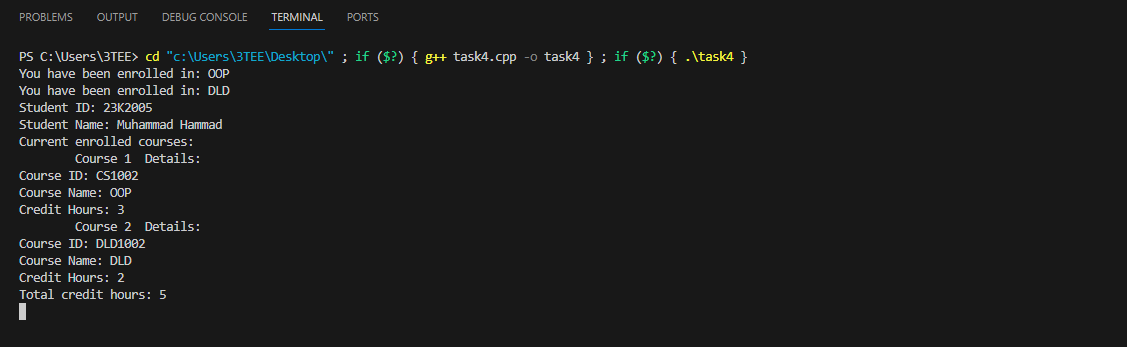 PROBLEMS OUTPUT DEBUG CONSOLE TERMINAL PORTS
PS C:\Users\3TEE> cd "c:\Users\3TEE\Desktop\" ; if ($?) { g++ task4.cpp -o task4 } ; if ($?) { .\task4 }
You have been enrolled in: OOP
You have been enrolled in: DLD
Student ID: 23K2005
Student Name: Muhammad Hammad
Current enrolled courses:
        Course 1  Details:
Course ID: CS1002
Course Name: OOP
Credit Hours: 3
        Course 2  Details:
Course ID: DLD1002
Course Name: DLD
Credit Hours: 2
Total credit hours: 5